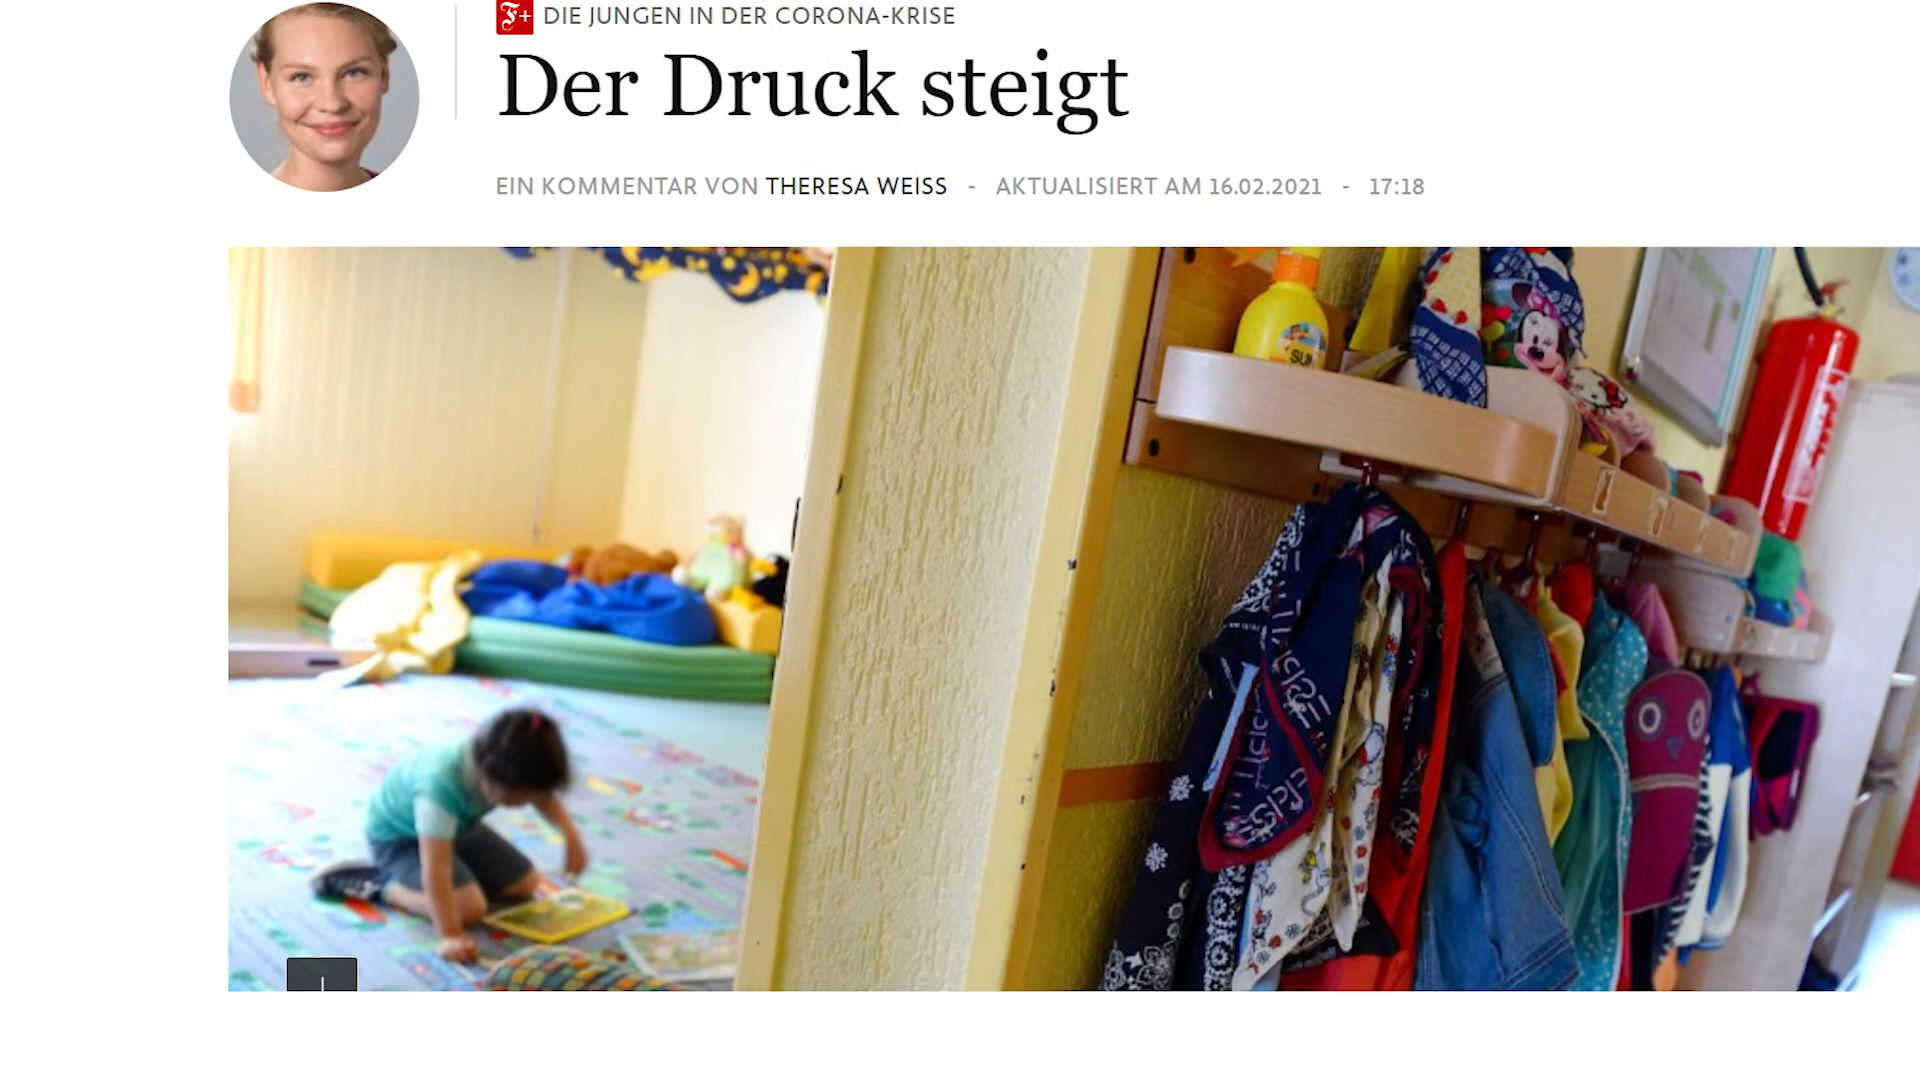 F+ DIE JUNGEN IN DER CORONA-KRISE
Der Druck steigt
EIN KOMMENTAR VON THERESA WEISS - AKTUALISIERT AM 16.02.2021 - 17:18
SUN